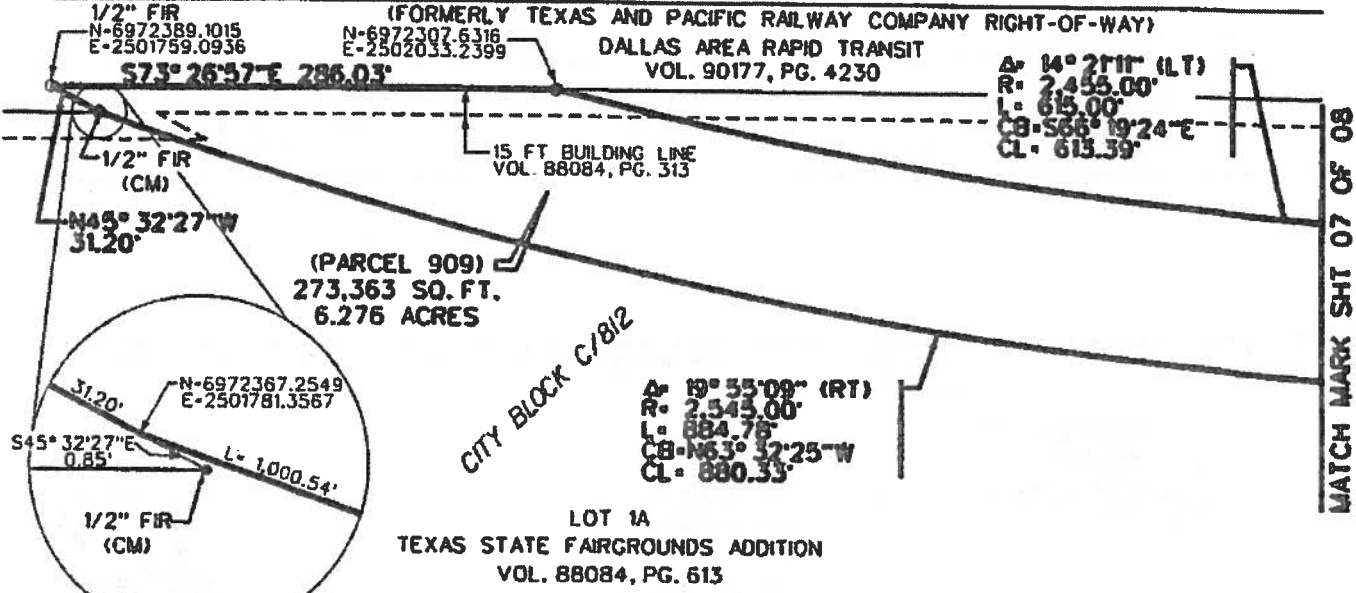 1/2" FIR
N=6972389.1015
E=2501759.0936
(FORMERLY TEXAS AND PACIFIC RAILWAY COMPANY RIGHT-OF-WAY)
N=6972307.6316
E=2502033.2399
DALLAS AREA RAPID TRANSIT
VOL. 90177, PG. 4230
S73° 26'57"E 286.03'
Δ= 14° 21'11" (LT)
R= 2,455.00'
L= 615.00'
CB=S66° 19'24"E
CL= 613.39'
1/2" FIR
(CM)
15 FT BUILDING LINE
VOL. 88084, PG. 313
N45° 32'27"W
31.20'
(PARCEL 909)
273,363 SQ. FT.
6.276 ACRES
CITY BLOCK C/812
MATCH MARK SHT 07 OF 08
31.20'
N=6972367.2549
E=2501781.3567
S45° 32'27"E
0.85'
L= 1,000.54'
1/2" FIR
(CM)
Δ= 19° 55'09" (RT)
R= 2,545.00'
L= 884.78'
CB=N63° 32'25"W
CL= 880.33'
LOT 1A
TEXAS STATE FAIRGROUNDS ADDITION
VOL. 88084, PG. 613